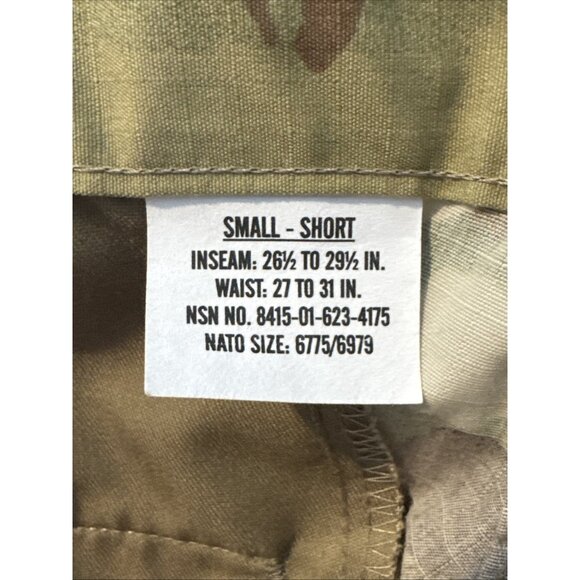 SMALL - SHORT
INSEAM: 26½ TO 29½ IN.
WAIST: 27 TO 31 IN.
NSN NO. 8415-01-623-4175
NATO SIZE: 6775/6979